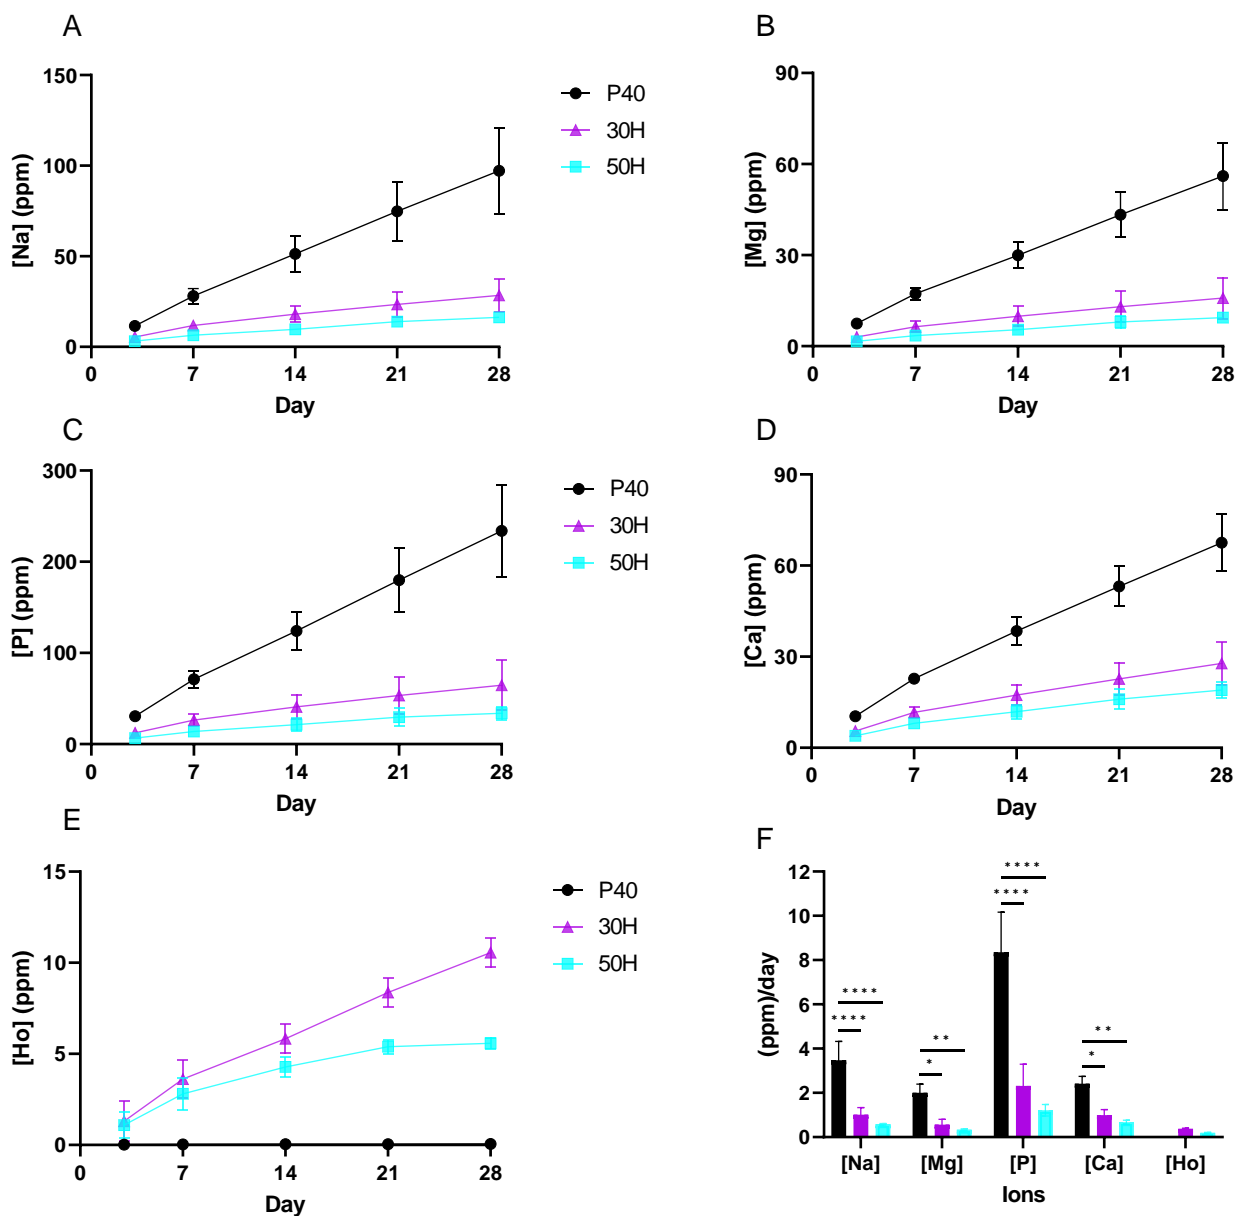 A
150
100
50
0
[Na] (ppm)
0 7 14 21 28
Day
P40
30H
50H
B
90
60
30
0
[Mg] (ppm)
0 7 14 21 28
Day
C
300
200
100
0
[P] (ppm)
0 7 14 21 28
Day
P40
30H
50H
D
90
60
30
0
[Ca] (ppm)
0 7 14 21 28
Day
E
15
10
5
0
[Ho] (ppm)
0 7 14 21 28
Day
P40
30H
50H
F
12
10
8
6
4
2
0
(ppm)/day
****
****
****
****
**
*
**
*
[Na] [Mg] [P] [Ca] [Ho]
Ions